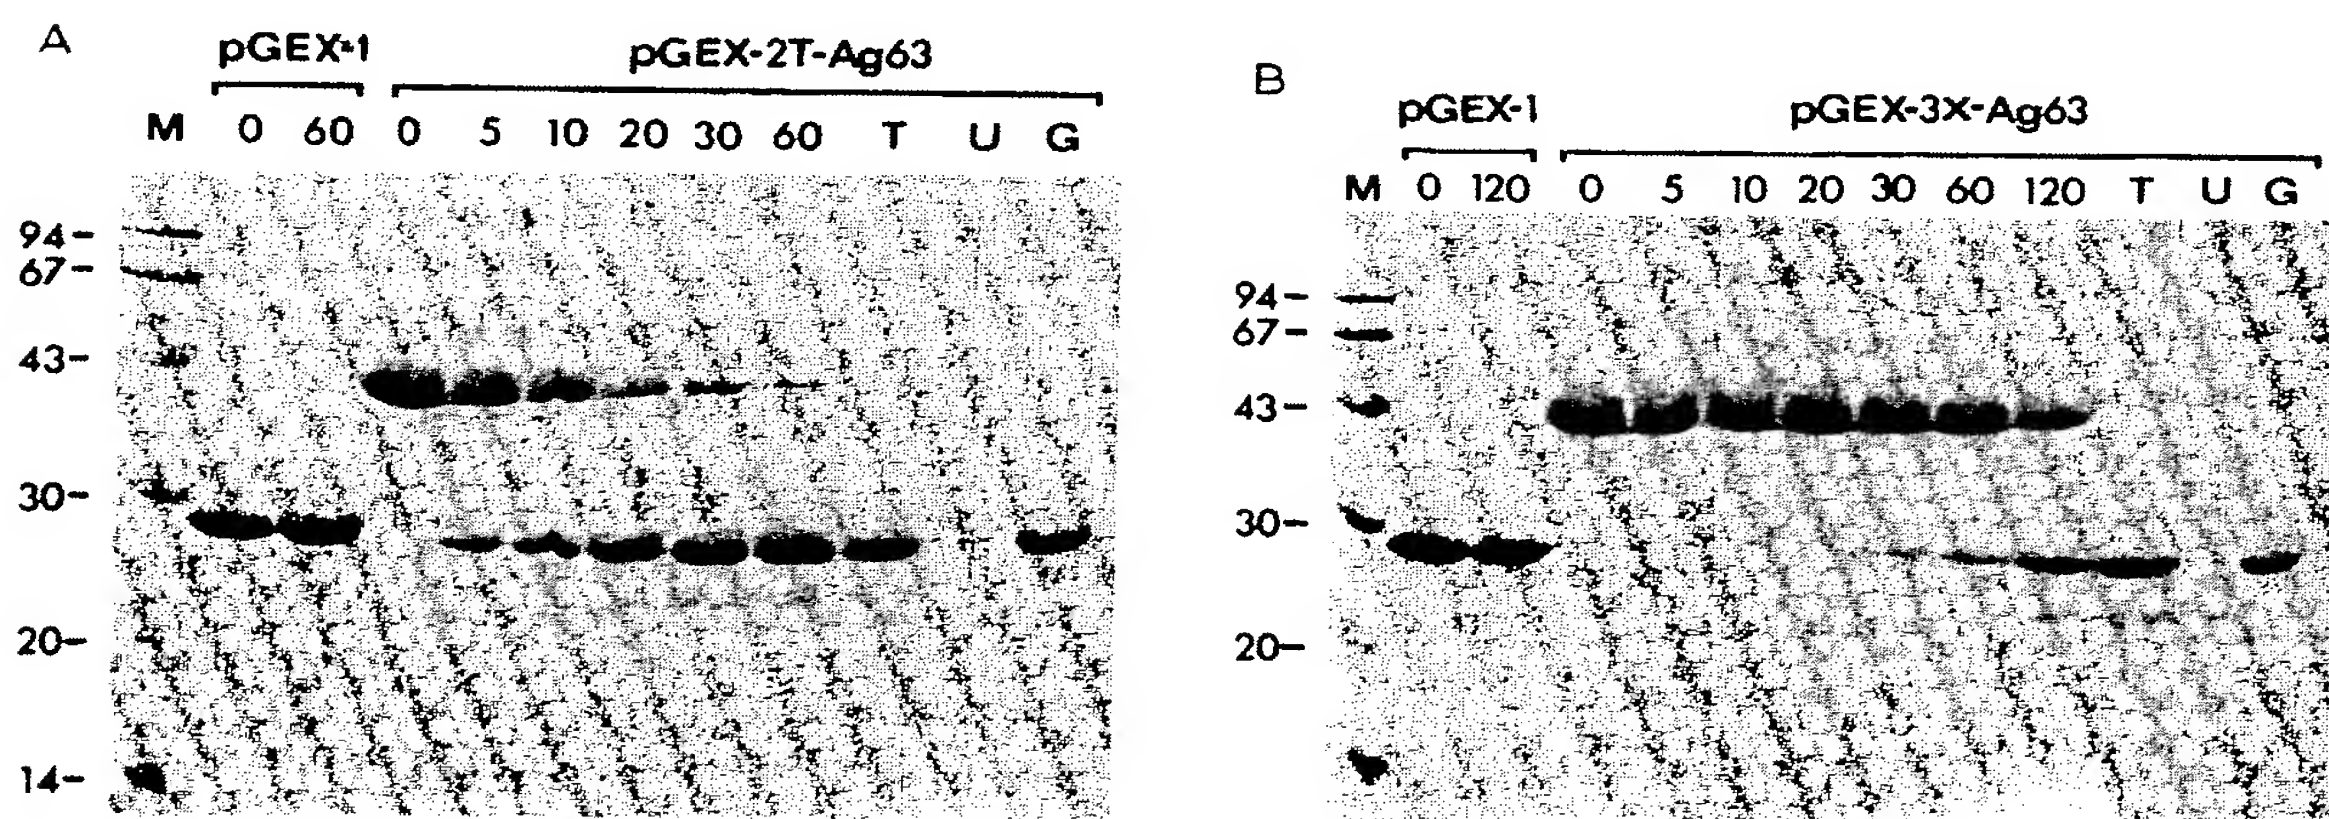 A
pGEX-1 pGEX-2T-Ag63
M 0 60 0 5 10 20 30 60 T U G
94-
67-
43-
30-
20-
14-
B
pGEX-1 pGEX-3X-Ag63
M 0 120 0 5 10 20 30 60 120 T U G
94-
67-
43-
30-
20-